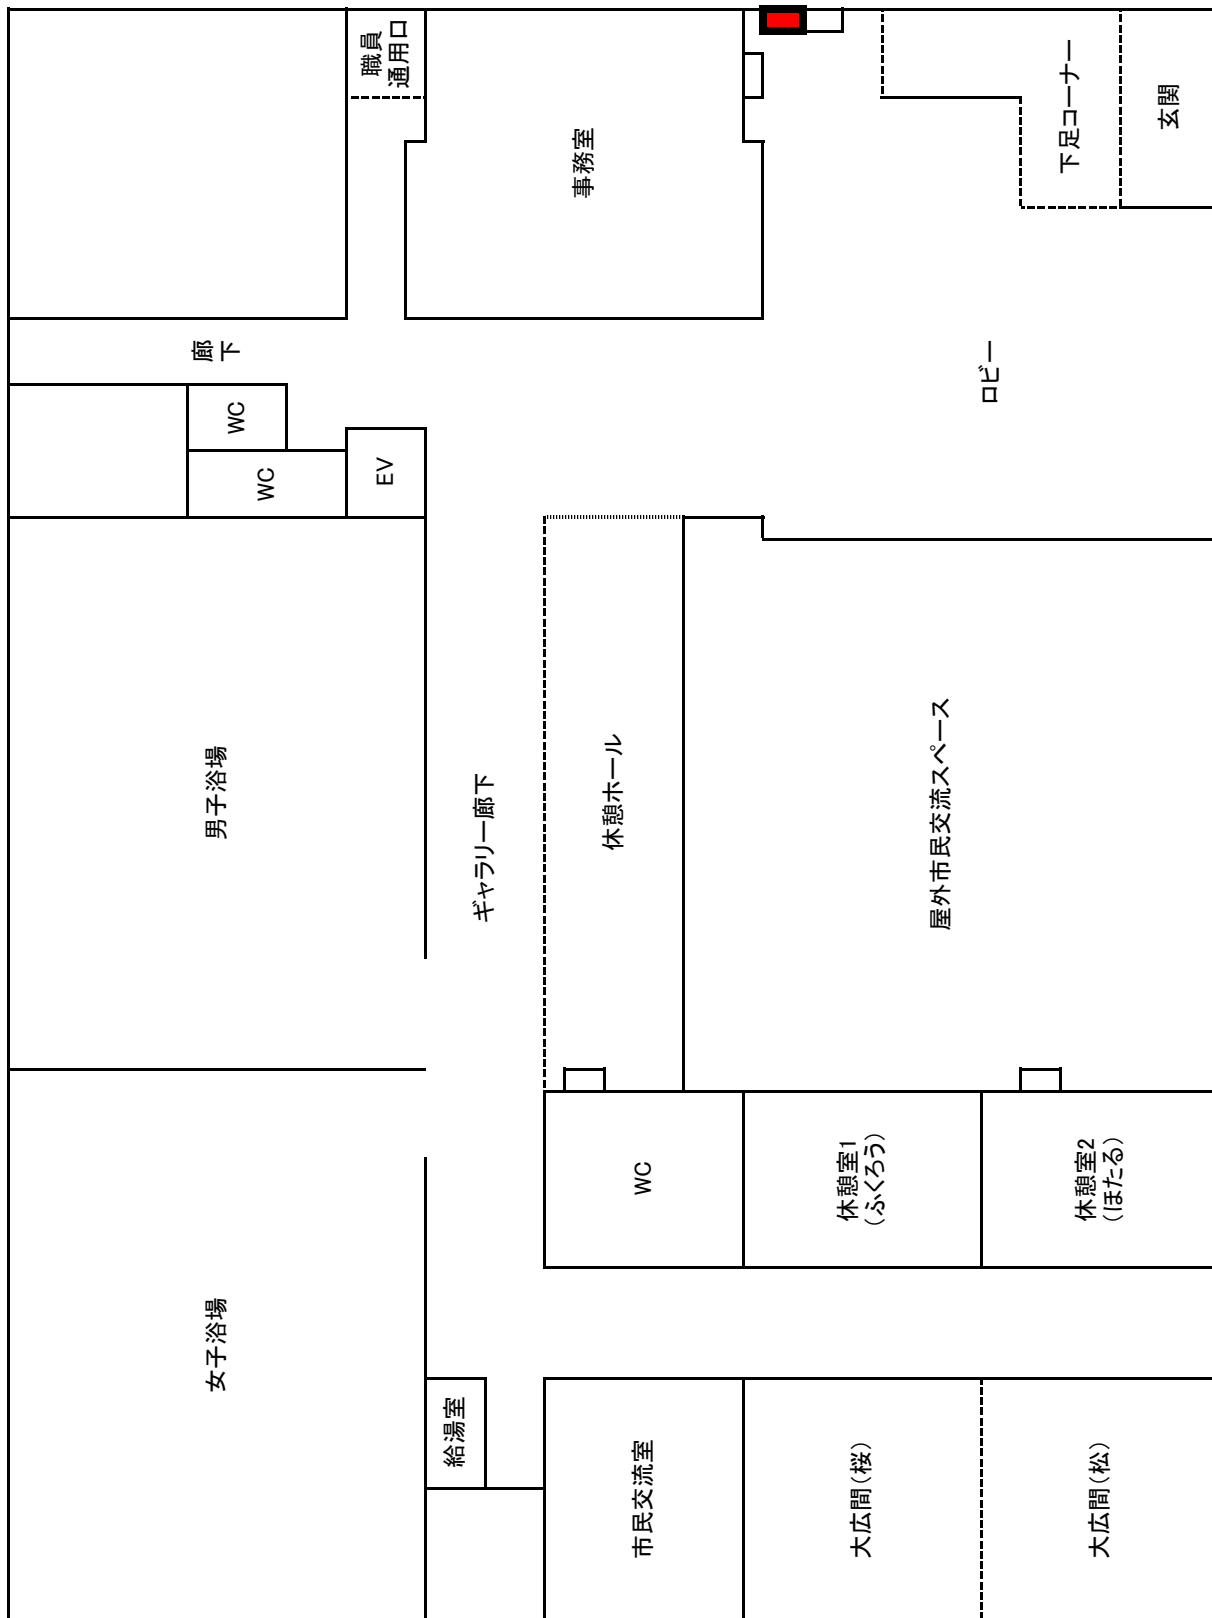 職員
通用口
事務室
下足コーナー
玄関
廊下
ロビー
WC
WC
EV
男子浴場
ギャラリー廊下
休憩ホール
屋外市民交流スペース
WC
休憩室1
（ふくろう）
休憩室2
（ほたる）
女子浴場
給湯室
市民交流室
大広間（桜）
大広間（松）